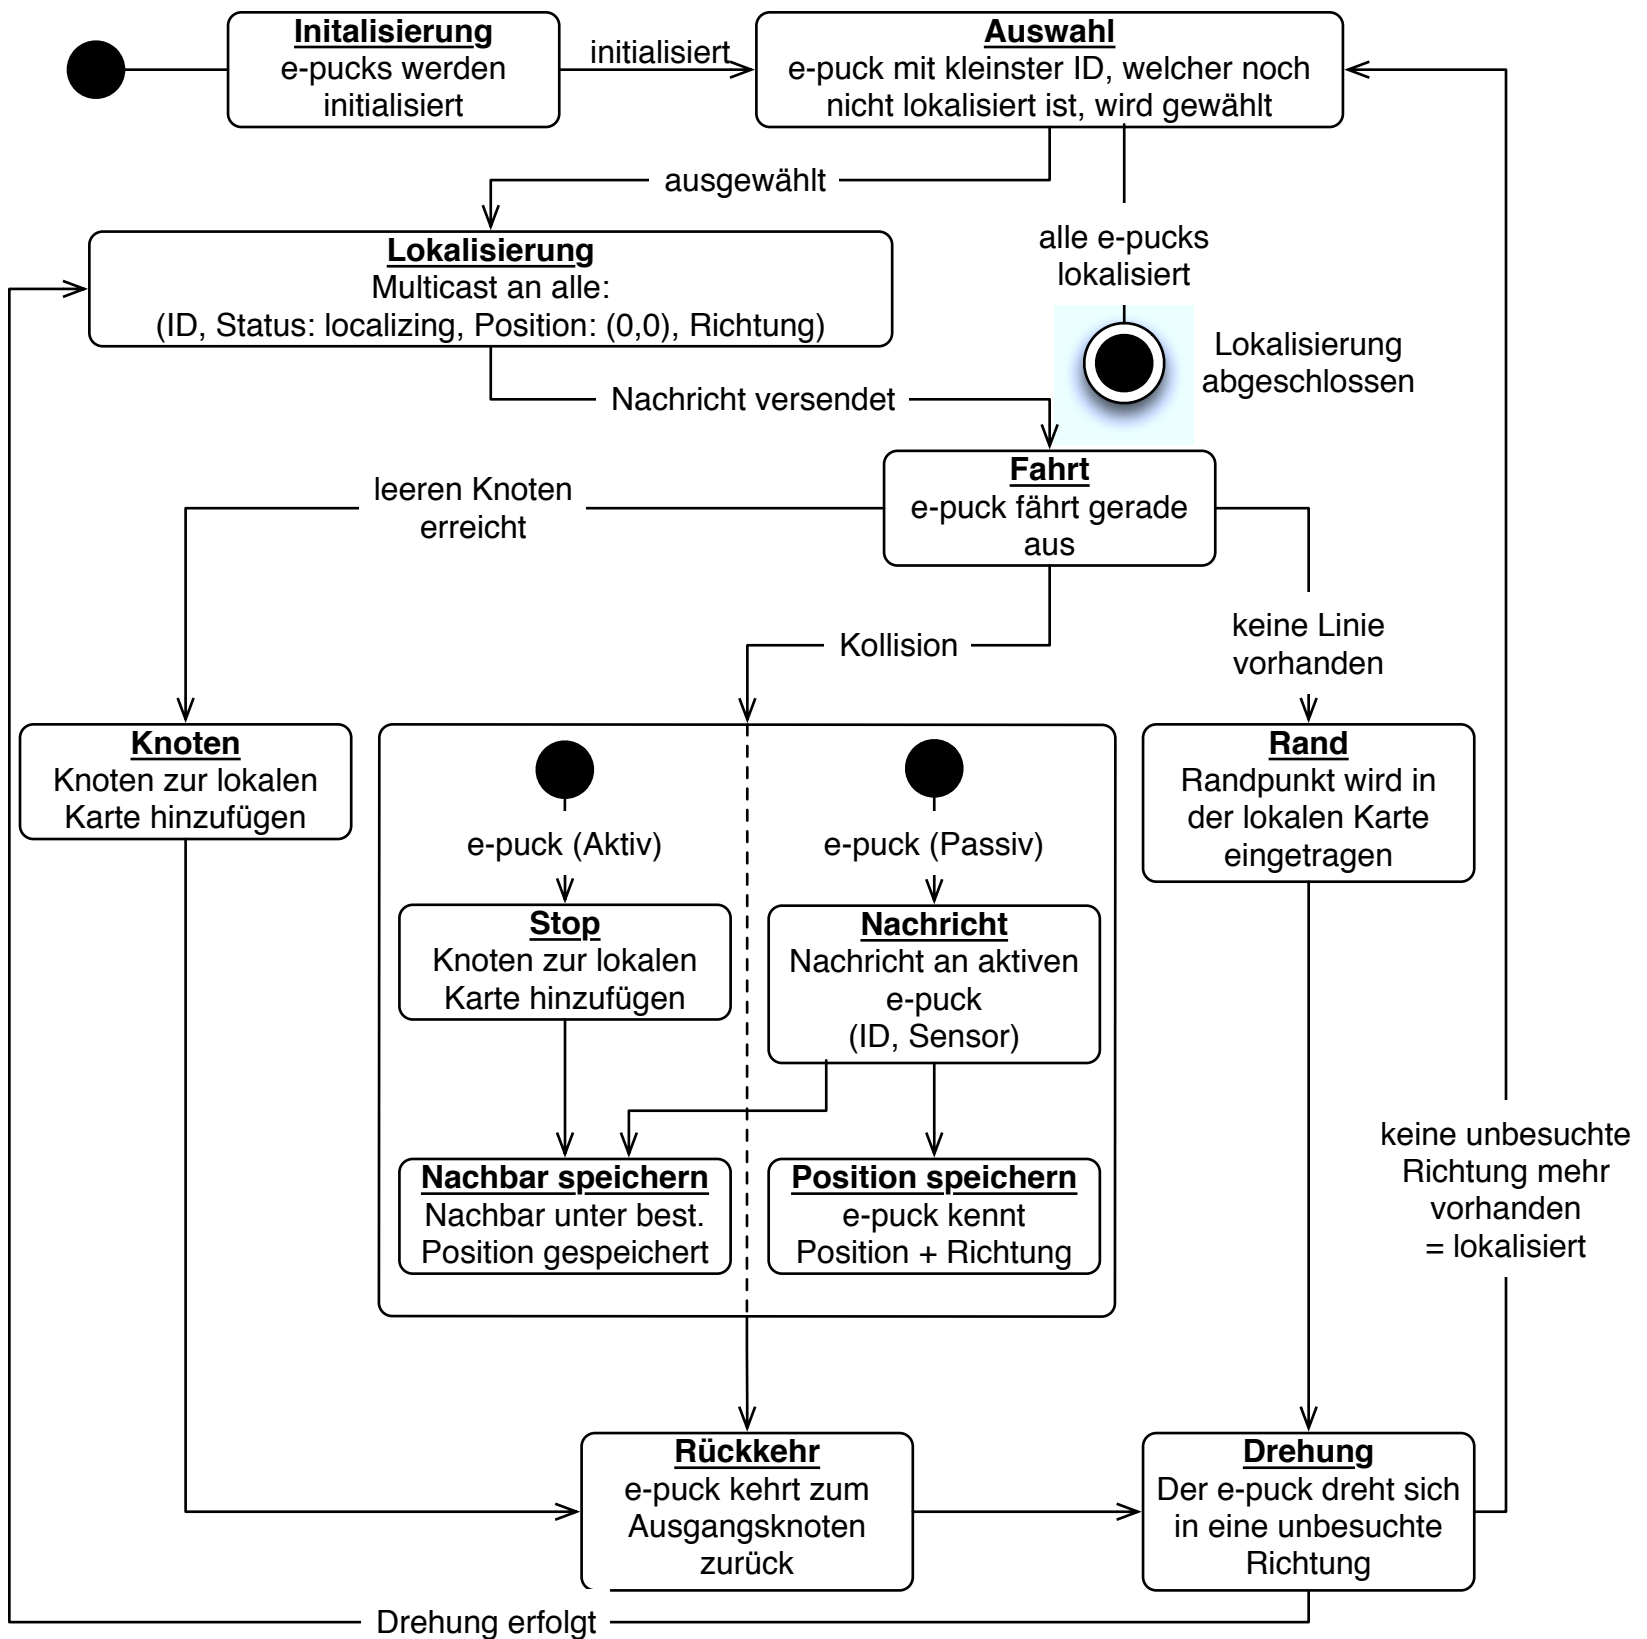 Initalisierung
e-pucks werden
initialisiert
initialisiert
Auswahl
e-puck mit kleinster ID, welcher noch
nicht lokalisiert ist, wird gewählt
ausgewählt
alle e-pucks
lokalisiert
Lokalisierung
Multicast an alle:
(ID, Status: localizing, Position: (0,0), Richtung)
Lokalisierung
abgeschlossen
Nachricht versendet
Fahrt
e-puck fährt gerade
aus
leeren Knoten
erreicht
Kollision
keine Linie
vorhanden
Knoten
Knoten zur lokalen
Karte hinzufügen
e-puck (Aktiv)
e-puck (Passiv)
Rand
Randpunkt wird in
der lokalen Karte
eingetragen
Stop
Knoten zur lokalen
Karte hinzufügen
Nachricht
Nachricht an aktiven
e-puck
(ID, Sensor)
Nachbar speichern
Nachbar unter best.
Position gespeichert
Position speichern
e-puck kennt
Position + Richtung
keine unbesuchte
Richtung mehr
vorhanden
= lokalisiert
Rückkehr
e-puck kehrt zum
Ausgangsknoten
zurück
Drehung
Der e-puck dreht sich
in eine unbesuchte
Richtung
Drehung erfolgt